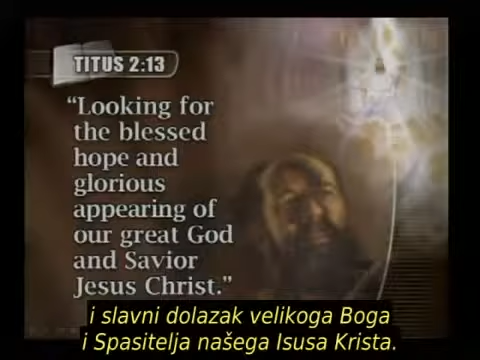 TITUS 2:13
“Looking for
the blessed
hope and
glorious
appearing of
our great God
and Savior
Jesus Christ.”
i slavni dolazak velikoga Boga
i Spasitelja našega Isusa Krista.